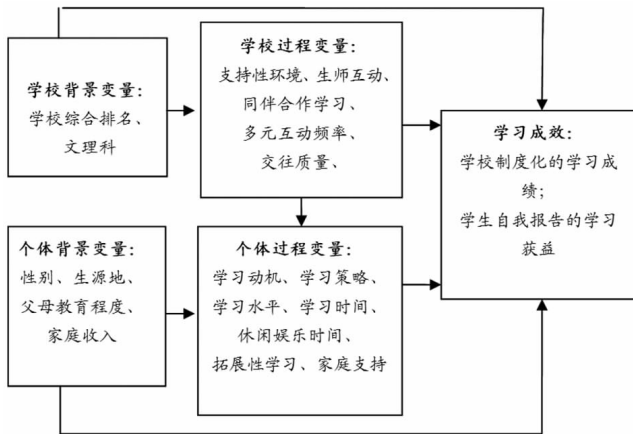 学校背景变量：
学校综合排名、
文理科
学校过程变量：
支持性环境、生师互动、
同伴合作学习、
多元互动频率、
交往质量、
个体背景变量：
性别、生源地、
父母教育程度、
家庭收入
个体过程变量：
学习动机、学习策略、
学习水平、学习时间、
休闲娱乐时间、
拓展性学习、家庭支持
学习成效：
学校制度化的学习成
绩；
学生自我报告的学习
获益